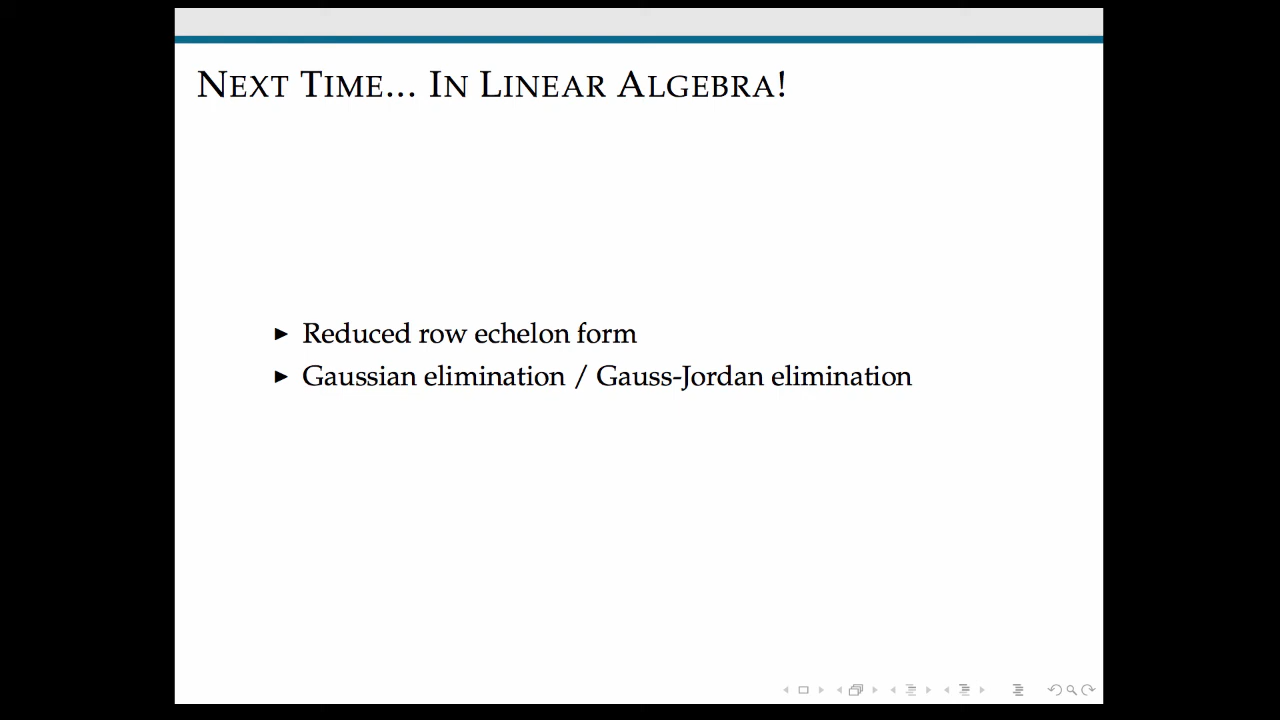 NEXT TIME... IN LINEAR ALGEBRA!
▶ Reduced row echelon form
▶ Gaussian elimination / Gauss-Jordan elimination